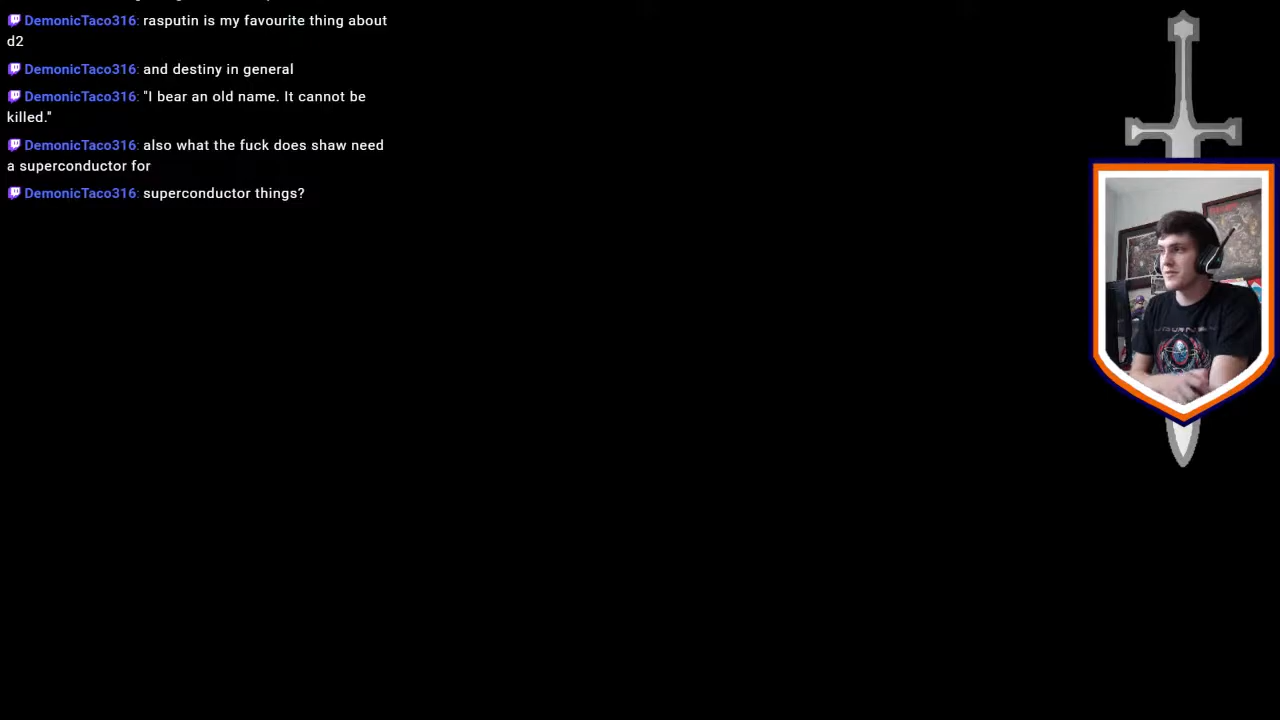 DemonicTaco316: rasputin is my favourite thing about
d2
DemonicTaco316: and destiny in general
DemonicTaco316: "I bear an old name. It cannot be
killed."
DemonicTaco316: also what the fuck does shaw need
a superconductor for
DemonicTaco316: superconductor things?